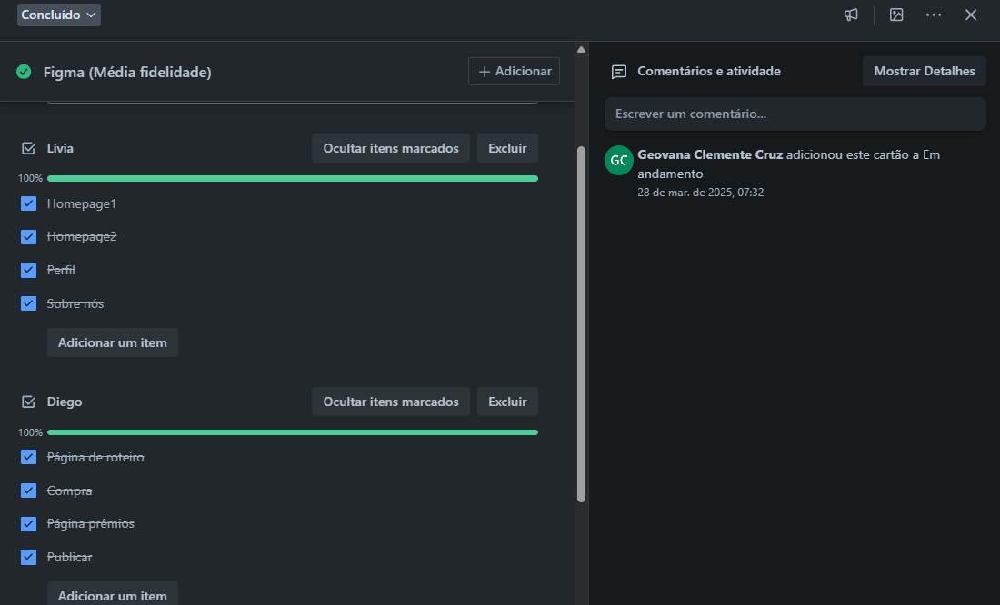 Concluído
Figma (Média fidelidade)
Adicionar
Livia
Ocultar itens marcados
Excluir
100%
Homepage1
Homepage2
Perfil
Sobre nós
Adicionar um item
Diego
Ocultar itens marcados
Excluir
100%
Página de roteiro
Compra
Página prêmios
Publicar
Adicionar um item
Comentários e atividade
Mostrar Detalhes
Escrever um comentário...
GC
Geovana Clemente Cruz adicionou este cartão a Em
andamento
28 de mar. de 2025, 07:32